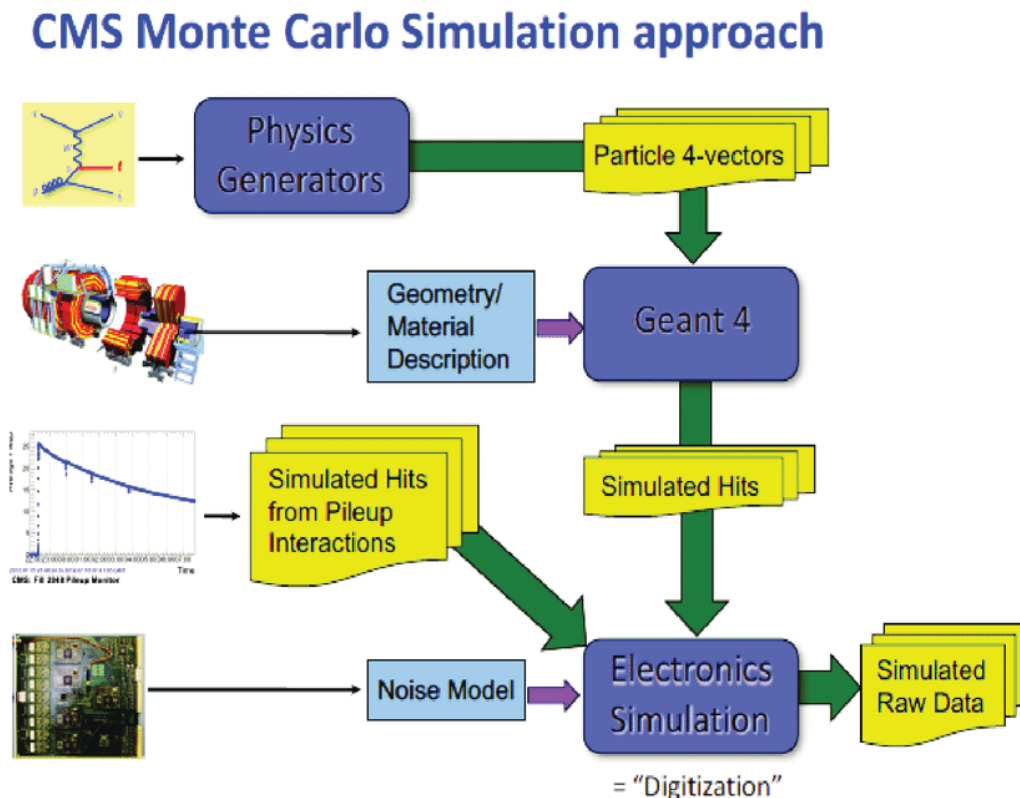 CMS Monte Carlo Simulation approach
Physics
Generators
Particle 4-vectors
t
Geometry/
Material
Description
Geant 4
Simulated Hits
from Pileup
Interactions
Simulated Hits
Time
CMS: Fill 2848 Pileup Monitor
Noise Model
Electronics
Simulation
Simulated
Raw Data
= "Digitization"